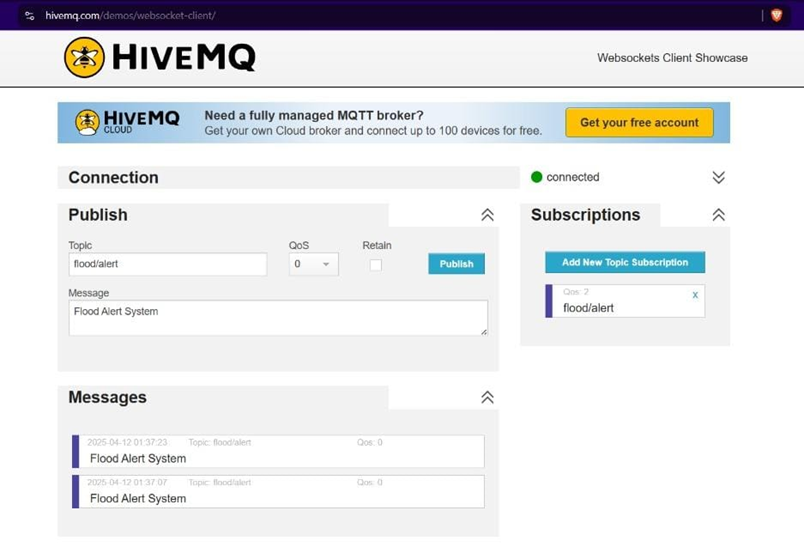 hivemq.com/demos/websocket-client/
HIVEMQ
Websockets Client Showcase
HIVEMQ
CLOUD
Need a fully managed MQTT broker?
Get your own Cloud broker and connect up to 100 devices for free.
Get your free account
Connection
connected
Publish
Topic
QoS
Retain
flood/alert
0
Publish
Message
Flood Alert System
Subscriptions
Add New Topic Subscription
Qos: 2
x
flood/alert
Messages
2025-04-12 01:37:23 Topic: flood/alert Qos: 0
Flood Alert System
2025-04-12 01:37:07 Topic: flood/alert Qos: 0
Flood Alert System